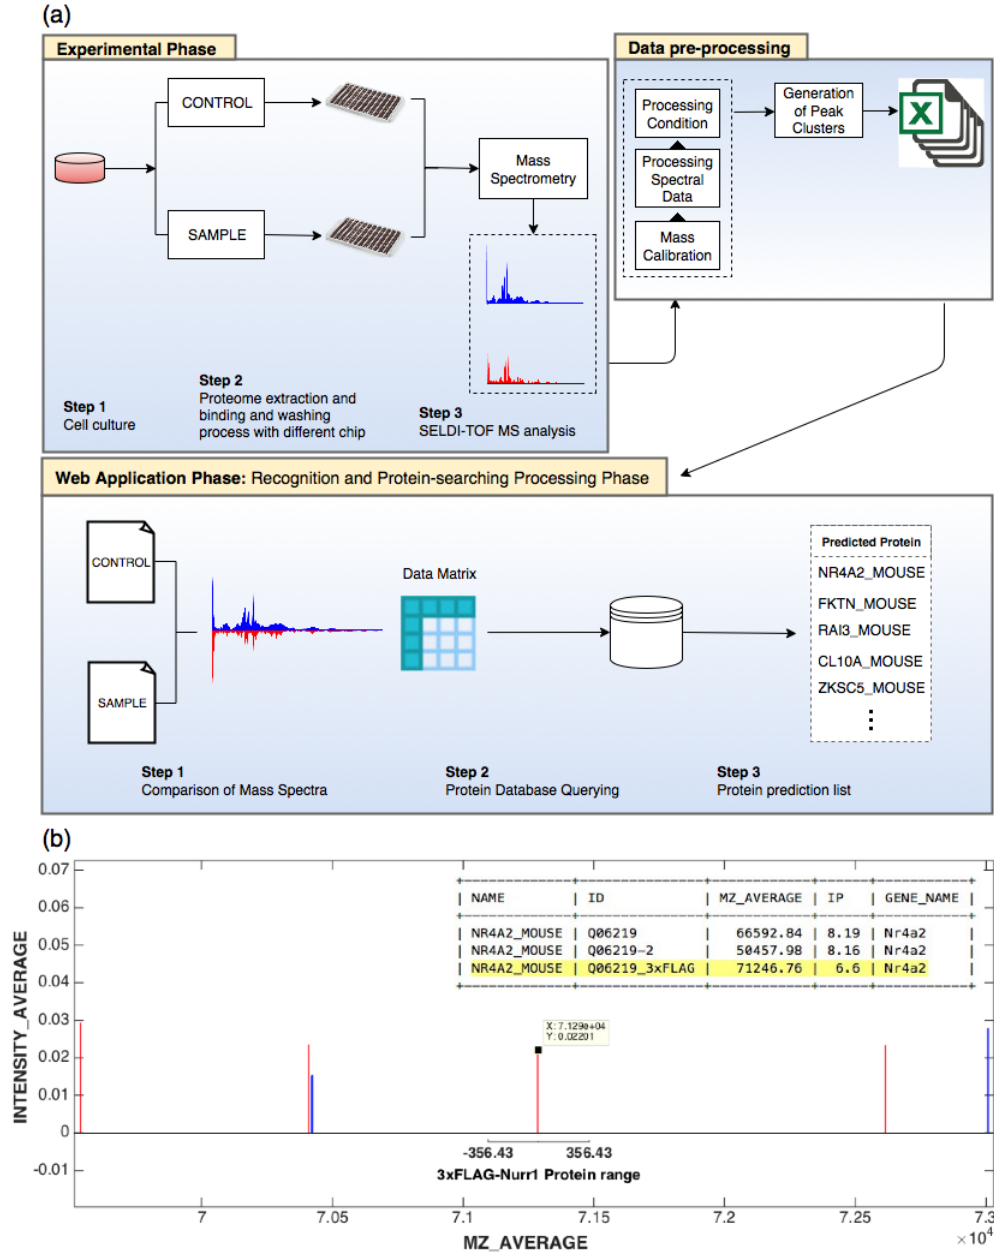 (a)
Experimental Phase
CONTROL
SAMPLE
Mass
Spectrometry
Step 1
Cell culture
Step 2
Proteome extraction and
binding and washing
process with different chip
Step 3
SELDI-TOF MS analysis
Data pre-processing
Processing
Condition
Processing
Spectral
Data
Mass
Calibration
Generation
of Peak
Clusters
X
Web Application Phase: Recognition and Protein-searching Processing Phase
CONTROL
SAMPLE
Data Matrix
Predicted Protein
NR4A2_MOUSE
FKTN_MOUSE
RAI3_MOUSE
CL10A_MOUSE
ZKSC5_MOUSE
Step 1
Comparison of Mass Spectra
Step 2
Protein Database Querying
Step 3
Protein prediction list
(b)
INTENSITY_AVERAGE
0.07
0.06
0.05
0.04
0.03
0.02
0.01
0
-0.01
| NAME | ID | MZ_AVERAGE | IP | GENE_NAME |
| NR4A2_MOUSE | Q06219 | 66592.84 | 8.19 | Nr4a2 |
| NR4A2_MOUSE | Q06219-2 | 50457.98 | 8.16 | Nr4a2 |
| NR4A2_MOUSE | Q06219_3xFLAG | 71246.76 | 6.6 | Nr4a2 |
X: 7.129e+04
Y: 0.02201
-356.43 356.43
3xFLAG-Nurr1 Protein range
7 7.05 7.1 7.15 7.2 7.25 7.3
×10⁴
MZ_AVERAGE